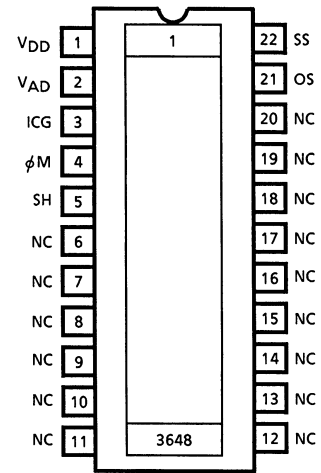 V_DD 1 1 22 SS
V_AD 2 21 OS
ICG 3 20 NC
ϕM 4 19 NC
SH 5 18 NC
NC 6 17 NC
NC 7 16 NC
NC 8 15 NC
NC 9 14 NC
NC 10 13 NC
NC 11 3648 12 NC